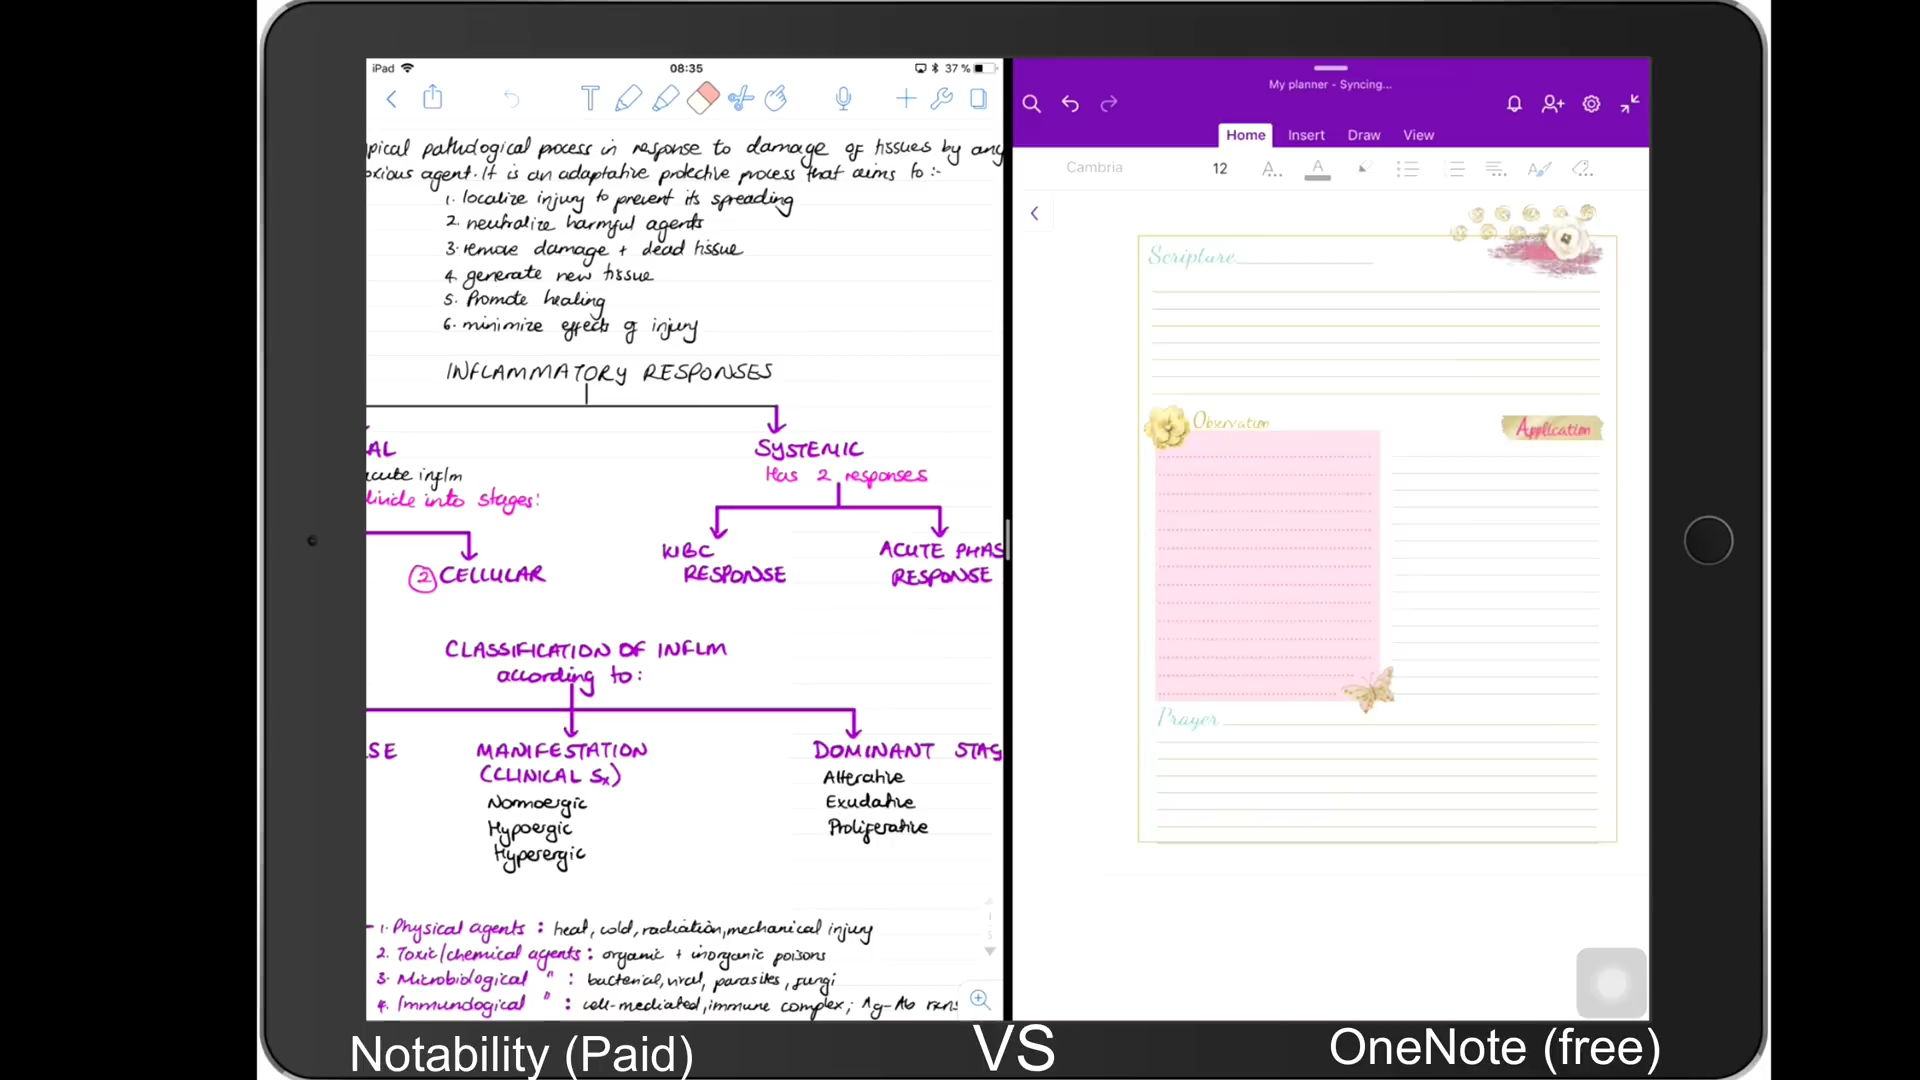 iPad 08:35 37 %
pical pathological process in response to damage of tissues by any
oxious agent. It is an adaptative protective process that aims to :-
1. localize injury to prevent its spreading
2. neutralize harmful agents
3. remove damage + dead tissue
4. generate new tissue
5. Promote healing
6. minimize effects of injury
INFLAMMATORY RESPONSES
AL
acute inflm
divide into stages:
2 CELLULAR
SYSTEMIC
Has 2 responses
WBC
RESPONSE
ACUTE PHAS
RESPONSE
CLASSIFICATION OF INFLM
according to:
SE
MANIFESTATION
(CLINICAL Sx)
Normoergic
Hypoergic
Hyperergic
DOMINANT STAG
Alterative
Exudative
Proliferative
1. Physical agents : heat, cold, radiation, mechanical injury
2. Toxic/chemical agents : organic + inorganic poisons
3. Microbiological " : bacterial, viral, parasites, fungi
4. Immunological " : cell-mediated, immune complex; Ag-Ab rxns
My planner - Syncing...
Home Insert Draw View
Cambria 12
Scripture
Observation
Application
Prayer
Notability (Paid) VS OneNote (free)